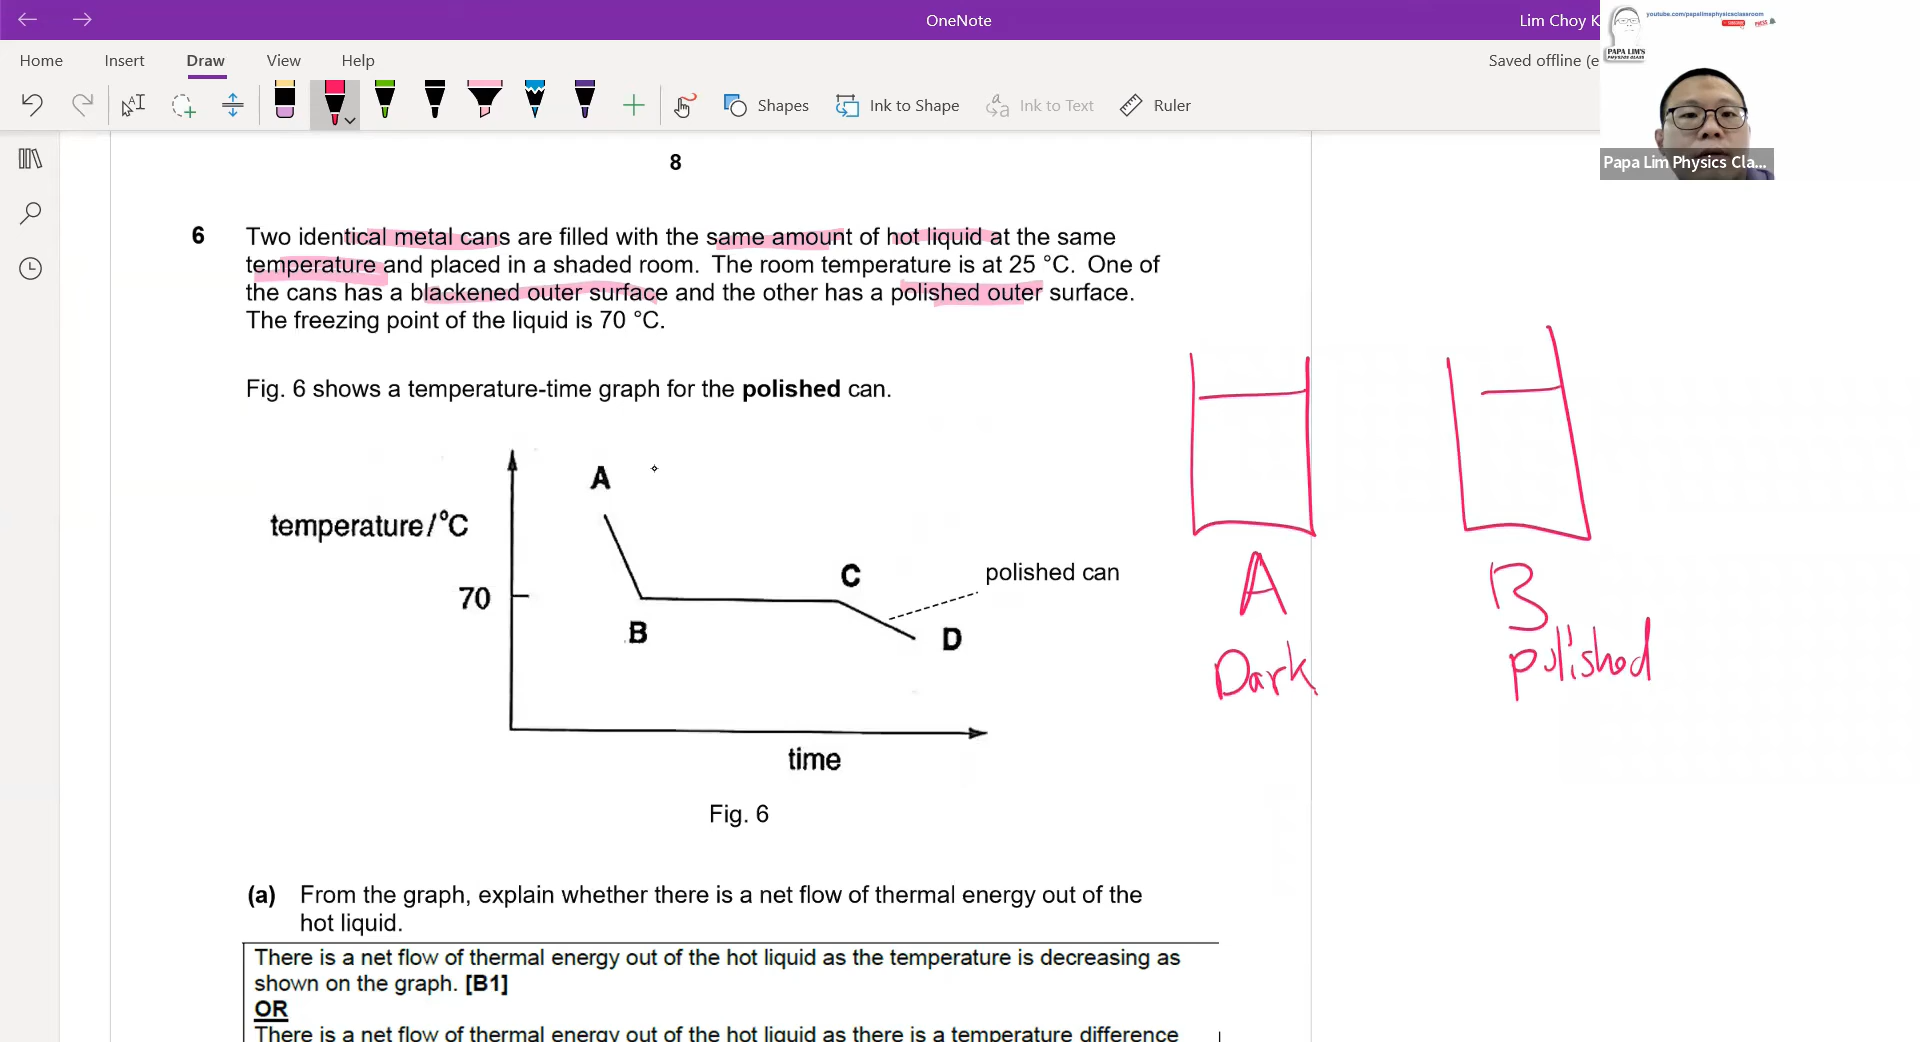 OneNote
Lim Choy K
youtube.com/papalimsphysicsclassroom
PAPA LIM'S
PHYSICS CLASS
Home
Insert
Draw
View
Help
Saved offline (e
Shapes
Ink to Shape
Ink to Text
Ruler
Papa Lim Physics Cla...
8
6 Two identical metal cans are filled with the same amount of hot liquid at the same
temperature and placed in a shaded room. The room temperature is at 25 °C. One of
the cans has a blackened outer surface and the other has a polished outer surface.
The freezing point of the liquid is 70 °C.
Fig. 6 shows a temperature-time graph for the polished can.
A
temperature/°C
70
B
C
polished can
D
time
Fig. 6
A
Dark
B
polished
(a) From the graph, explain whether there is a net flow of thermal energy out of the
hot liquid.
There is a net flow of thermal energy out of the hot liquid as the temperature is decreasing as
shown on the graph. [B1]
OR
There is a net flow of thermal energy out of the hot liquid as there is a temperature difference